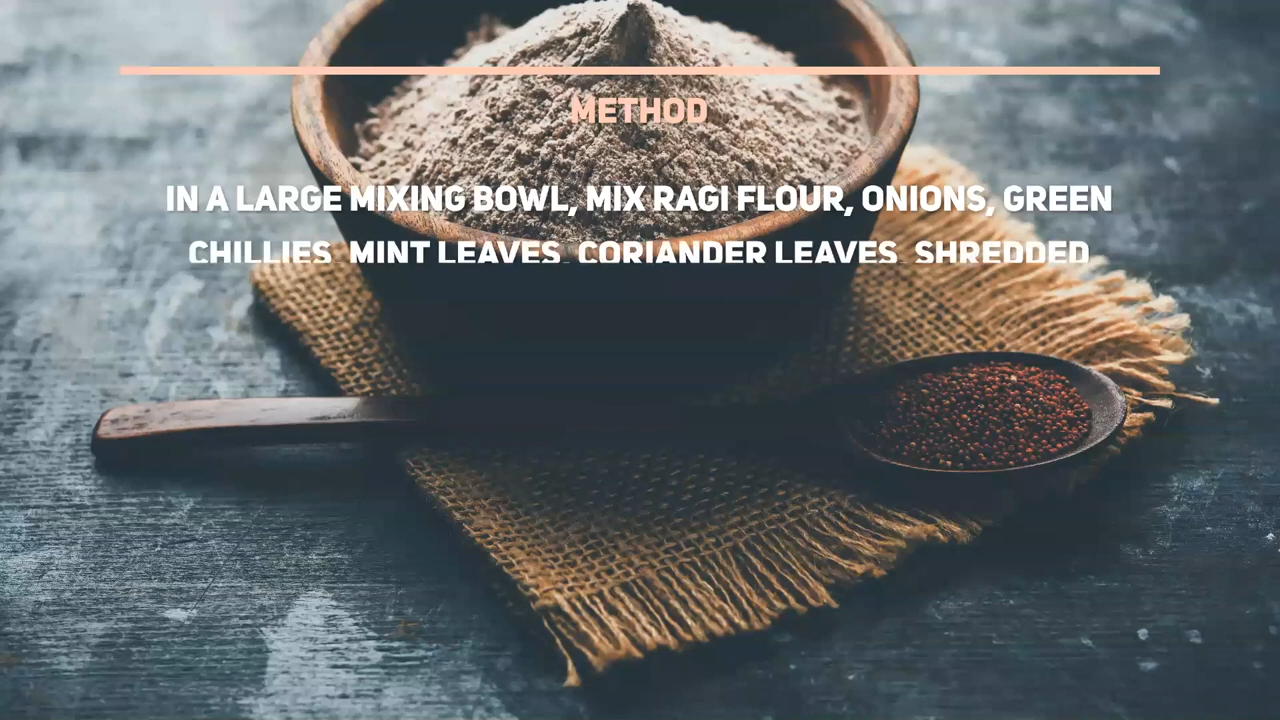 METHOD
IN A LARGE MIXING BOWL, MIX RAGI FLOUR, ONIONS, GREEN
CHILLIES, MINT LEAVES, CORIANDER LEAVES, SHREDDED